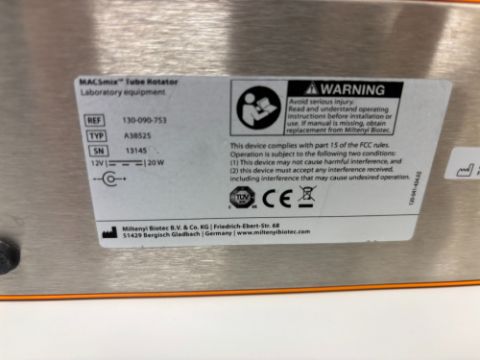 MACSmix™ Tube Rotator
Laboratory equipment
REF 130-090-753
TYP A38525
SN 13145
12V 20W
WARNING
Avoid serious injury.
Read and understand operating
instructions before installation or
use. If manual is missing, obtain
replacement from Miltenyi Biotec.
This device complies with part 15 of the FCC rules.
Operation is subject to the following two conditions:
(1) This device may not cause harmful interference, and
(2) this device must accept any interference received,
including interference that may cause undesired operation.
TÜV
CE
Miltenyi Biotec B.V. & Co. KG | Friedrich-Ebert-Str. 68
51429 Bergisch Gladbach | Germany | www.miltenyibiotec.com